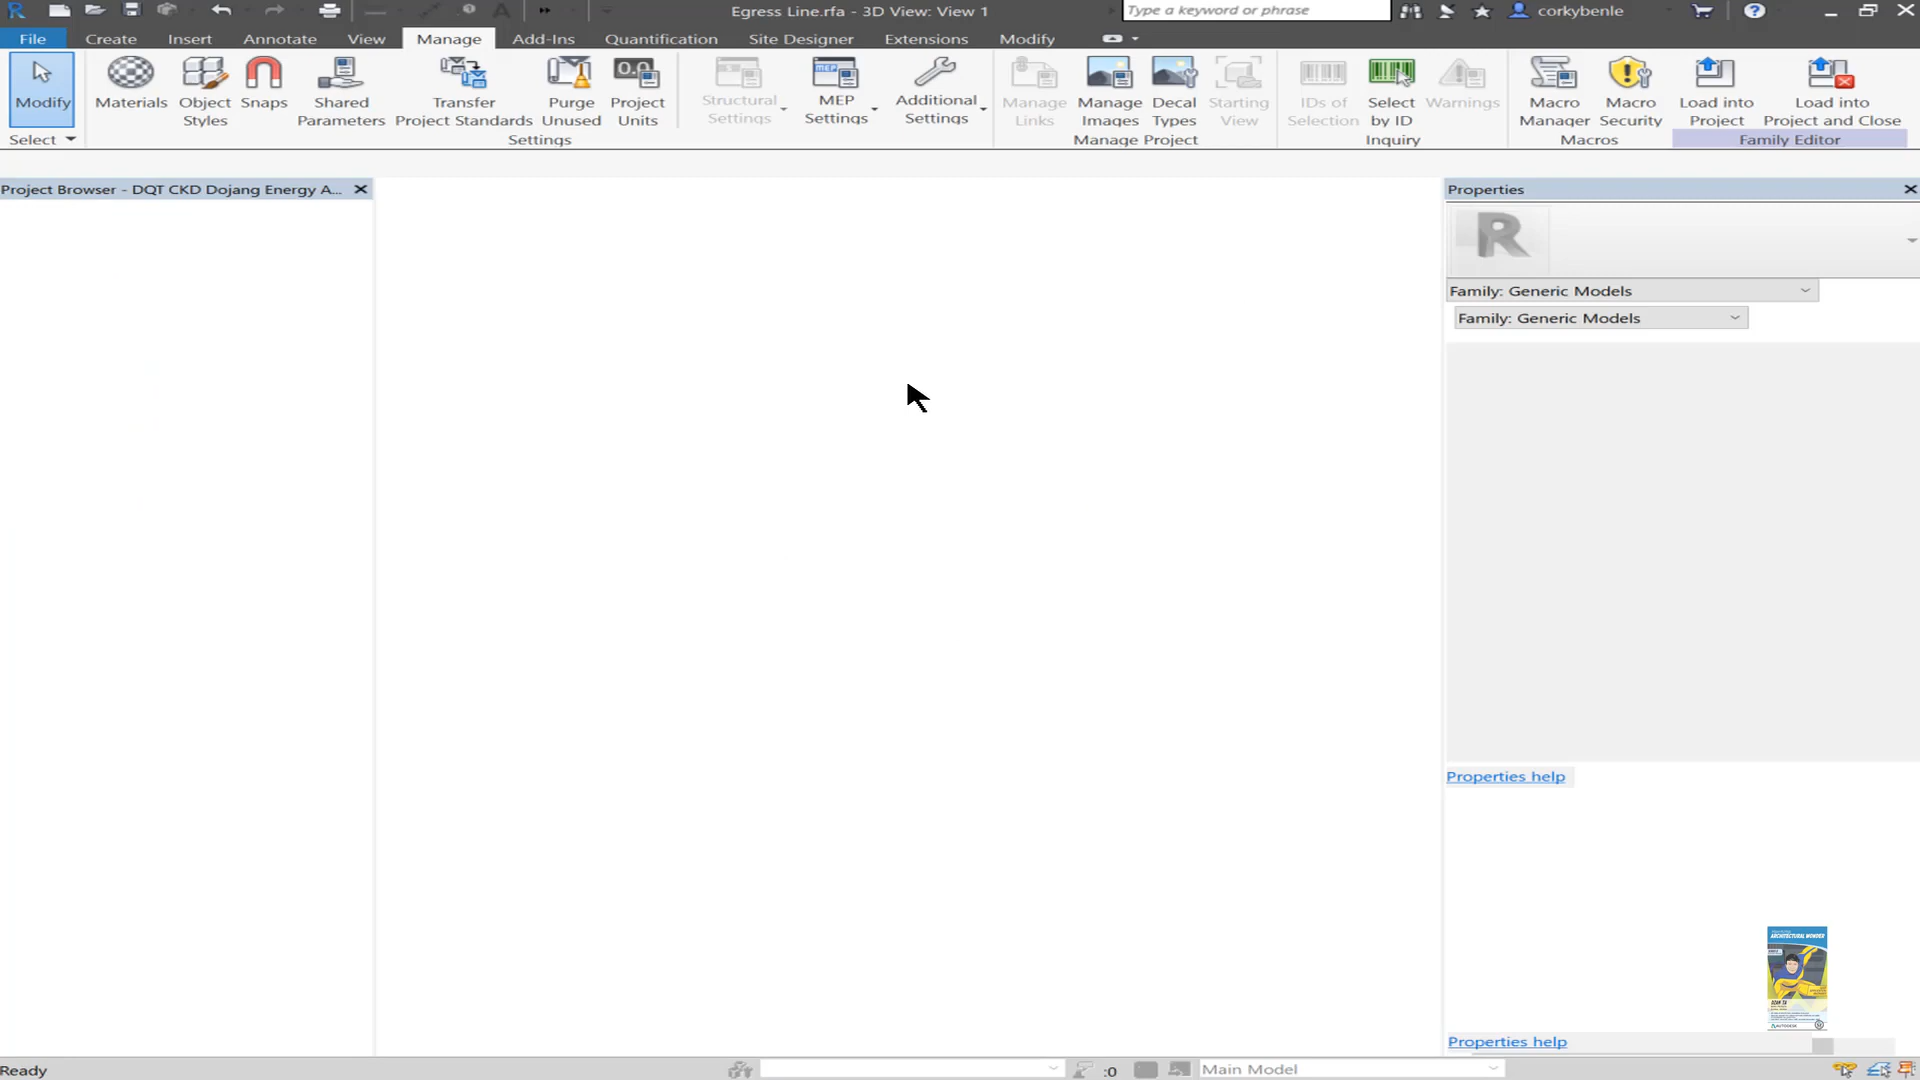 Egress Line.rfa - 3D View: View 1
Type a keyword or phrase
corkybenle
File Create Insert Annotate View Manage Add-Ins Quantification Site Designer Extensions Modify
Modify
Materials
Object Styles
Snaps
Shared Parameters
Transfer Project Standards
Purge Unused
Project Units
Structural Settings
MEP Settings
Additional Settings
Manage Links
Manage Images
Decal Types
Starting View
IDs of Selection
Select by ID
Warnings
Macro Manager
Macro Security
Load into Project
Load into Project and Close
Select Settings Manage Project Inquiry Macros Family Editor
Project Browser - DQT CKD Dojang Energy A...
Properties
Family: Generic Models
Family: Generic Models
Properties help
ARCHITECTURAL WONDER
AUTODESK
Properties help
Ready
:0
Main Model